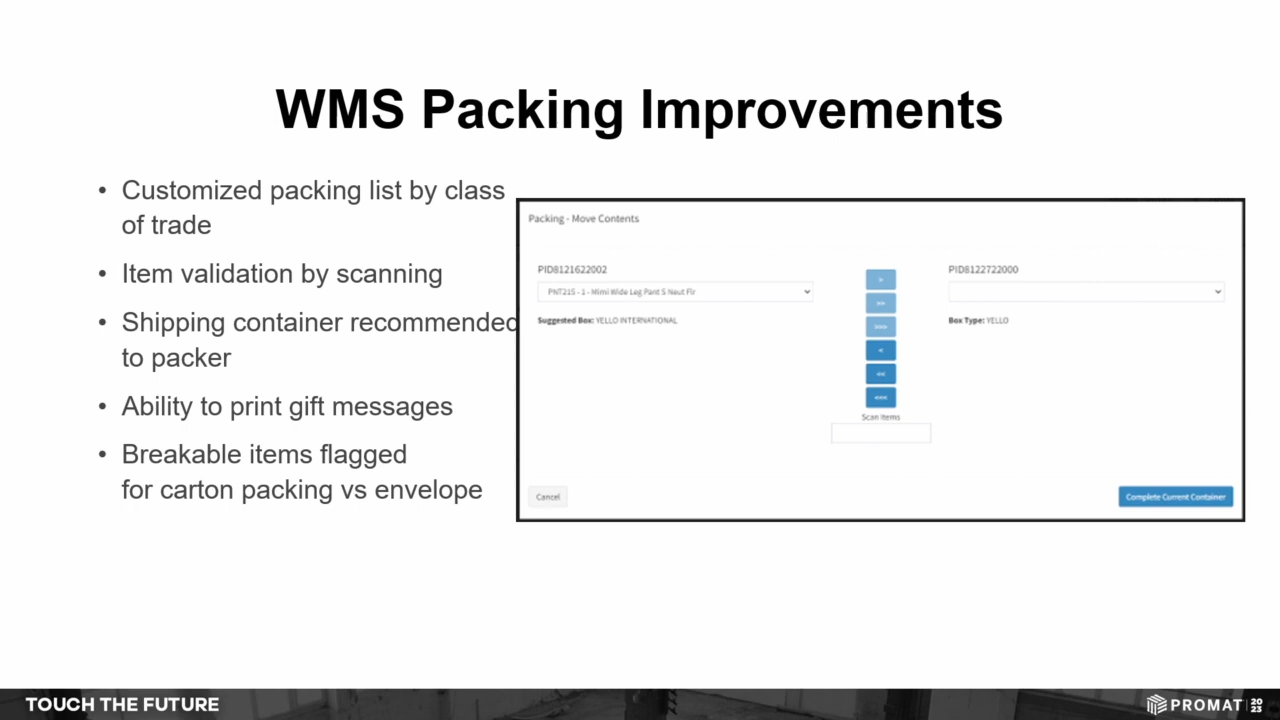 WMS Packing Improvements
• Customized packing list by class
of trade
• Item validation by scanning
• Shipping container recommended
to packer
• Ability to print gift messages
• Breakable items flagged
for carton packing vs envelope
Packing - Move Contents
PID8121622002
PNT215 - 1 - Mimi Wide Leg Pant S Naut Flr
Suggested Box: YELLO INTERNATIONAL
>
>>
>>>
<
<<
<<<
Scan Items
PID8122722000
Box Type: YELLO
Cancel
Complete Current Container
TOUCH THE FUTURE
PROMAT 2023